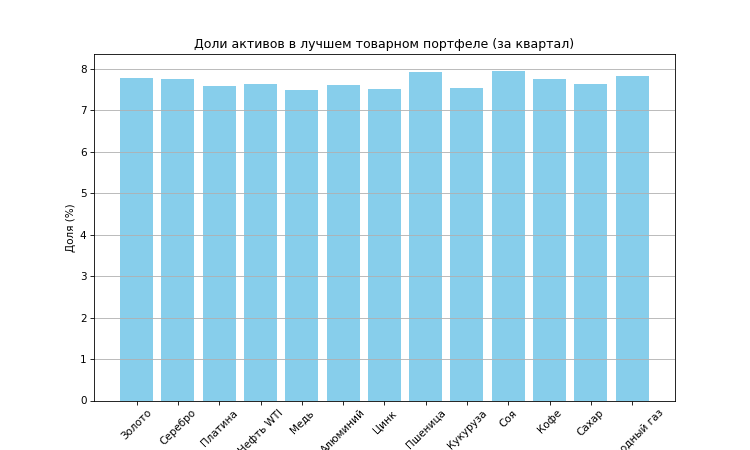 Доли активов в лучшем товарном портфеле (за квартал)
Доля (%)
8
7
6
5
4
3
2
1
0
Золото
Серебро
Платина
Нефть WTI
Медь
Алюминий
Цинк
Пшеница
Кукуруза
Соя
Кофе
Сахар
одный газ